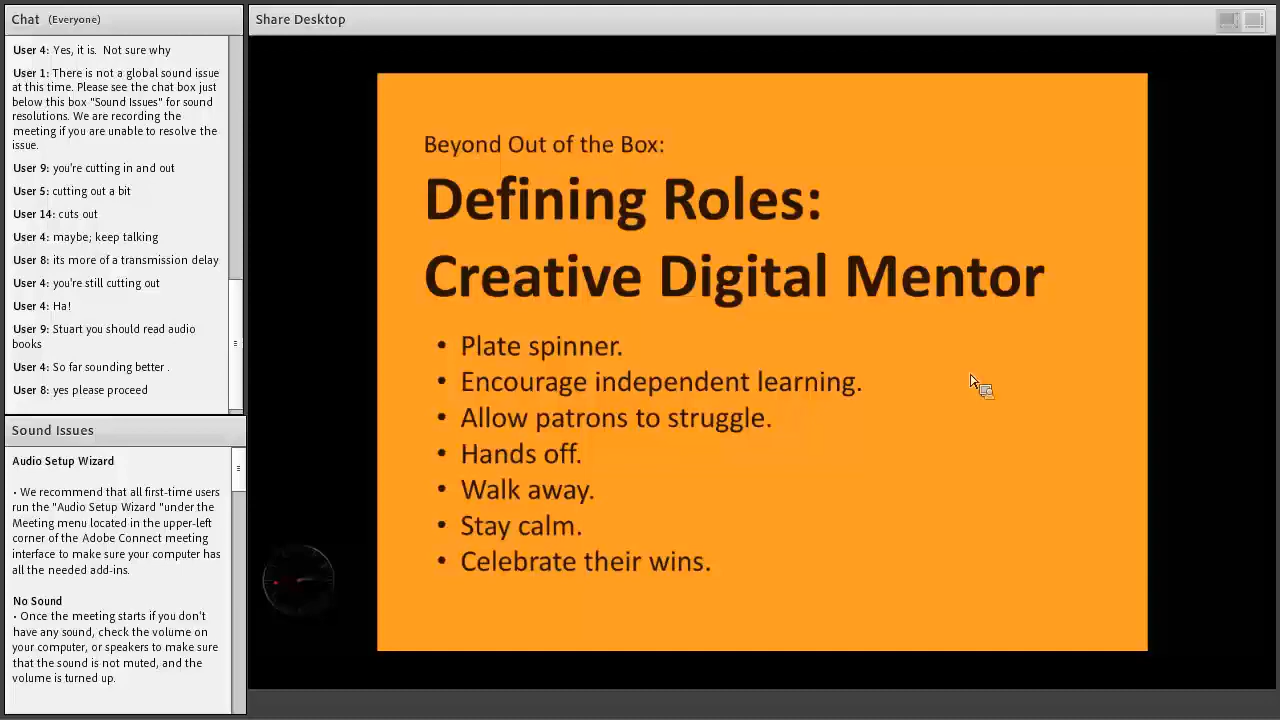 Chat (Everyone)
User 4: Yes, it is. Not sure why
User 1: There is not a global sound issue
at this time. Please see the chat box just
below this box "Sound Issues" for sound
resolutions. We are recording the
meeting if you are unable to resolve the
issue.
User 9: you're cutting in and out
User 5: cutting out a bit
User 14: cuts out
User 4: maybe; keep talking
User 8: its more of a transmission delay
User 4: you're still cutting out
User 4: Ha!
User 9: Stuart you should read audio
books
User 4: So far sounding better .
User 8: yes please proceed
Sound Issues
Audio Setup Wizard
• We recommend that all first-time users
run the "Audio Setup Wizard "under the
Meeting menu located in the upper-left
corner of the Adobe Connect meeting
interface to make sure your computer has
all the needed add-ins.
No Sound
• Once the meeting starts if you don't
have any sound, check the volume on
your computer, or speakers to make sure
that the sound is not muted, and the
volume is turned up.
Share Desktop
Beyond Out of the Box:
Defining Roles:
Creative Digital Mentor
• Plate spinner.
• Encourage independent learning.
• Allow patrons to struggle.
• Hands off.
• Walk away.
• Stay calm.
• Celebrate their wins.